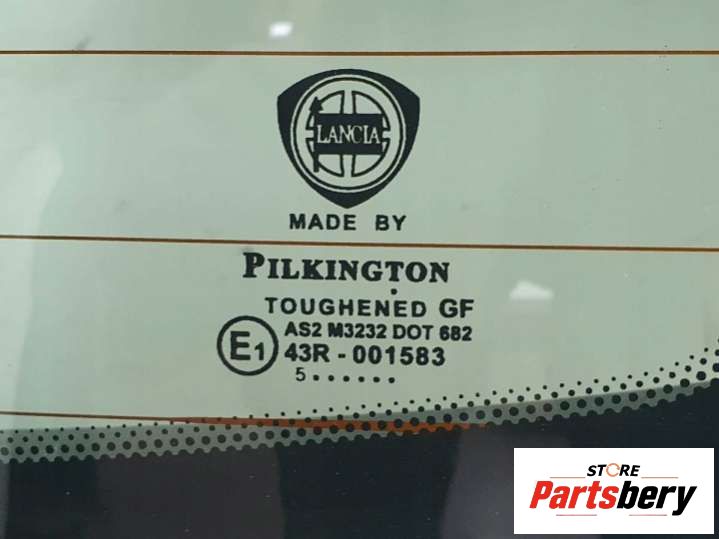 LANCIA
MADE BY
PILKINGTON
TOUGHENED GF
AS2 M3232 DOT 682
E1 43R - 001583
5 . . . . . .
STORE
Partsbery